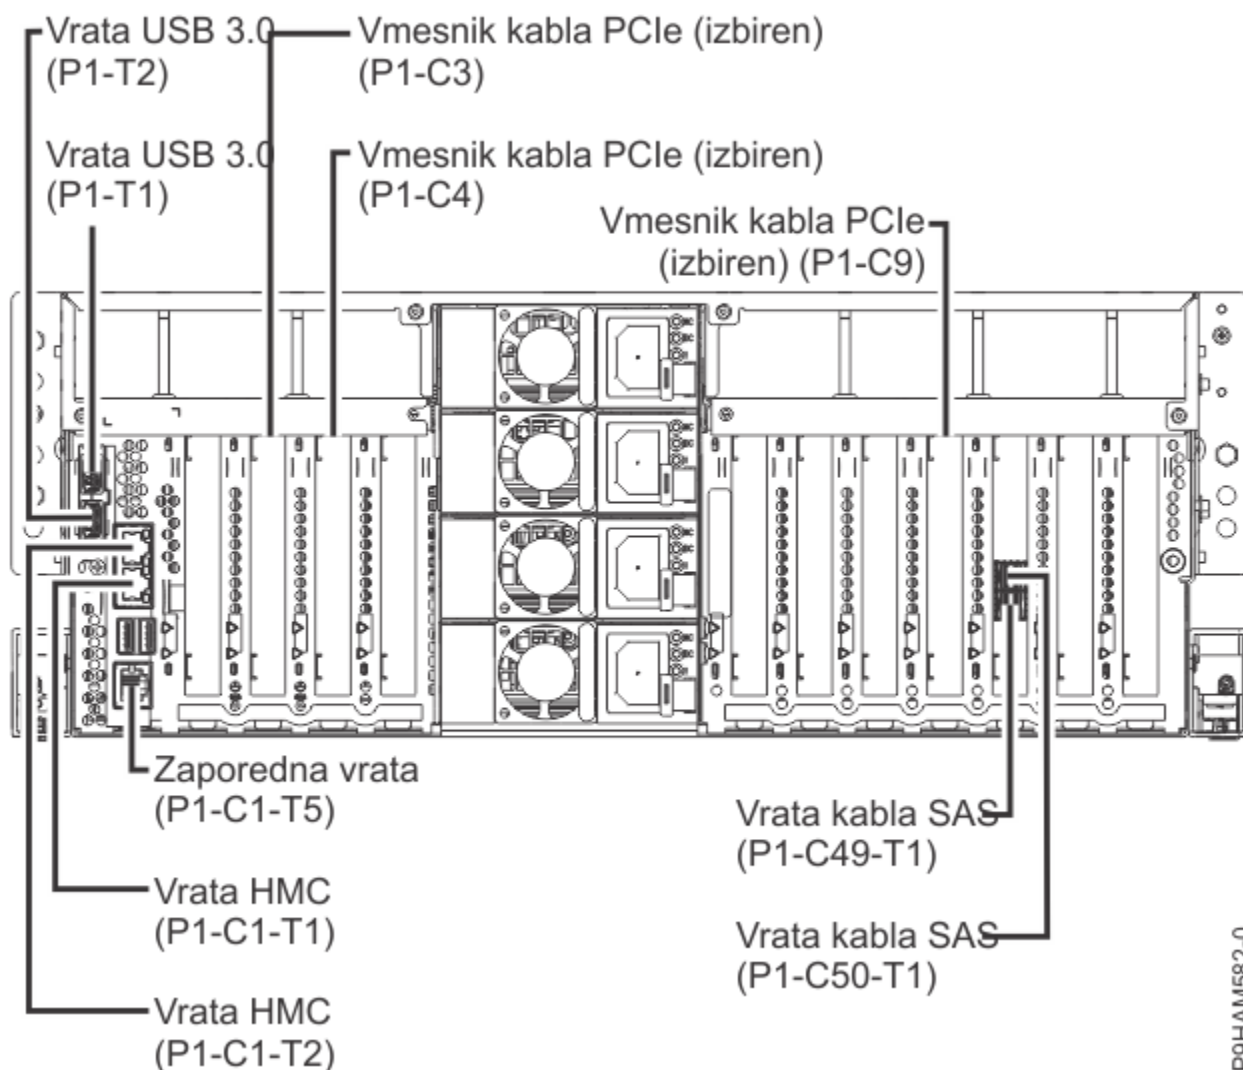 Vrata USB 3.0
(P1-T2)
Vmesnik kabla PCIe (izbiren)
(P1-C3)
Vrata USB 3.0
(P1-T1)
Vmesnik kabla PCIe (izbiren)
(P1-C4)
Vmesnik kabla PCIe
(izbiren) (P1-C9)
Zaporedna vrata
(P1-C1-T5)
Vrata kabla SAS
(P1-C49-T1)
Vrata HMC
(P1-C1-T1)
Vrata kabla SAS
(P1-C50-T1)
Vrata HMC
(P1-C1-T2)
P9HAM582-0